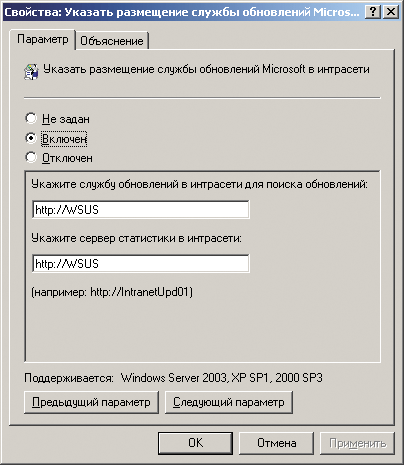 Свойства: Указать размещение службы обновлений Micros...
Параметр
Объяснение
Указать размещение службы обновлений Microsoft в интрасети
Не задан
Включен
Отключен
Укажите службу обновлений в интрасети для поиска обновлений:
http://WSUS
Укажите сервер статистики в интрасети:
http://WSUS
(например: http://IntranetUpd01)
Поддерживается: Windows Server 2003, XP SP1, 2000 SP3
Предыдущий параметр
Следующий параметр
OK
Отмена
Применить